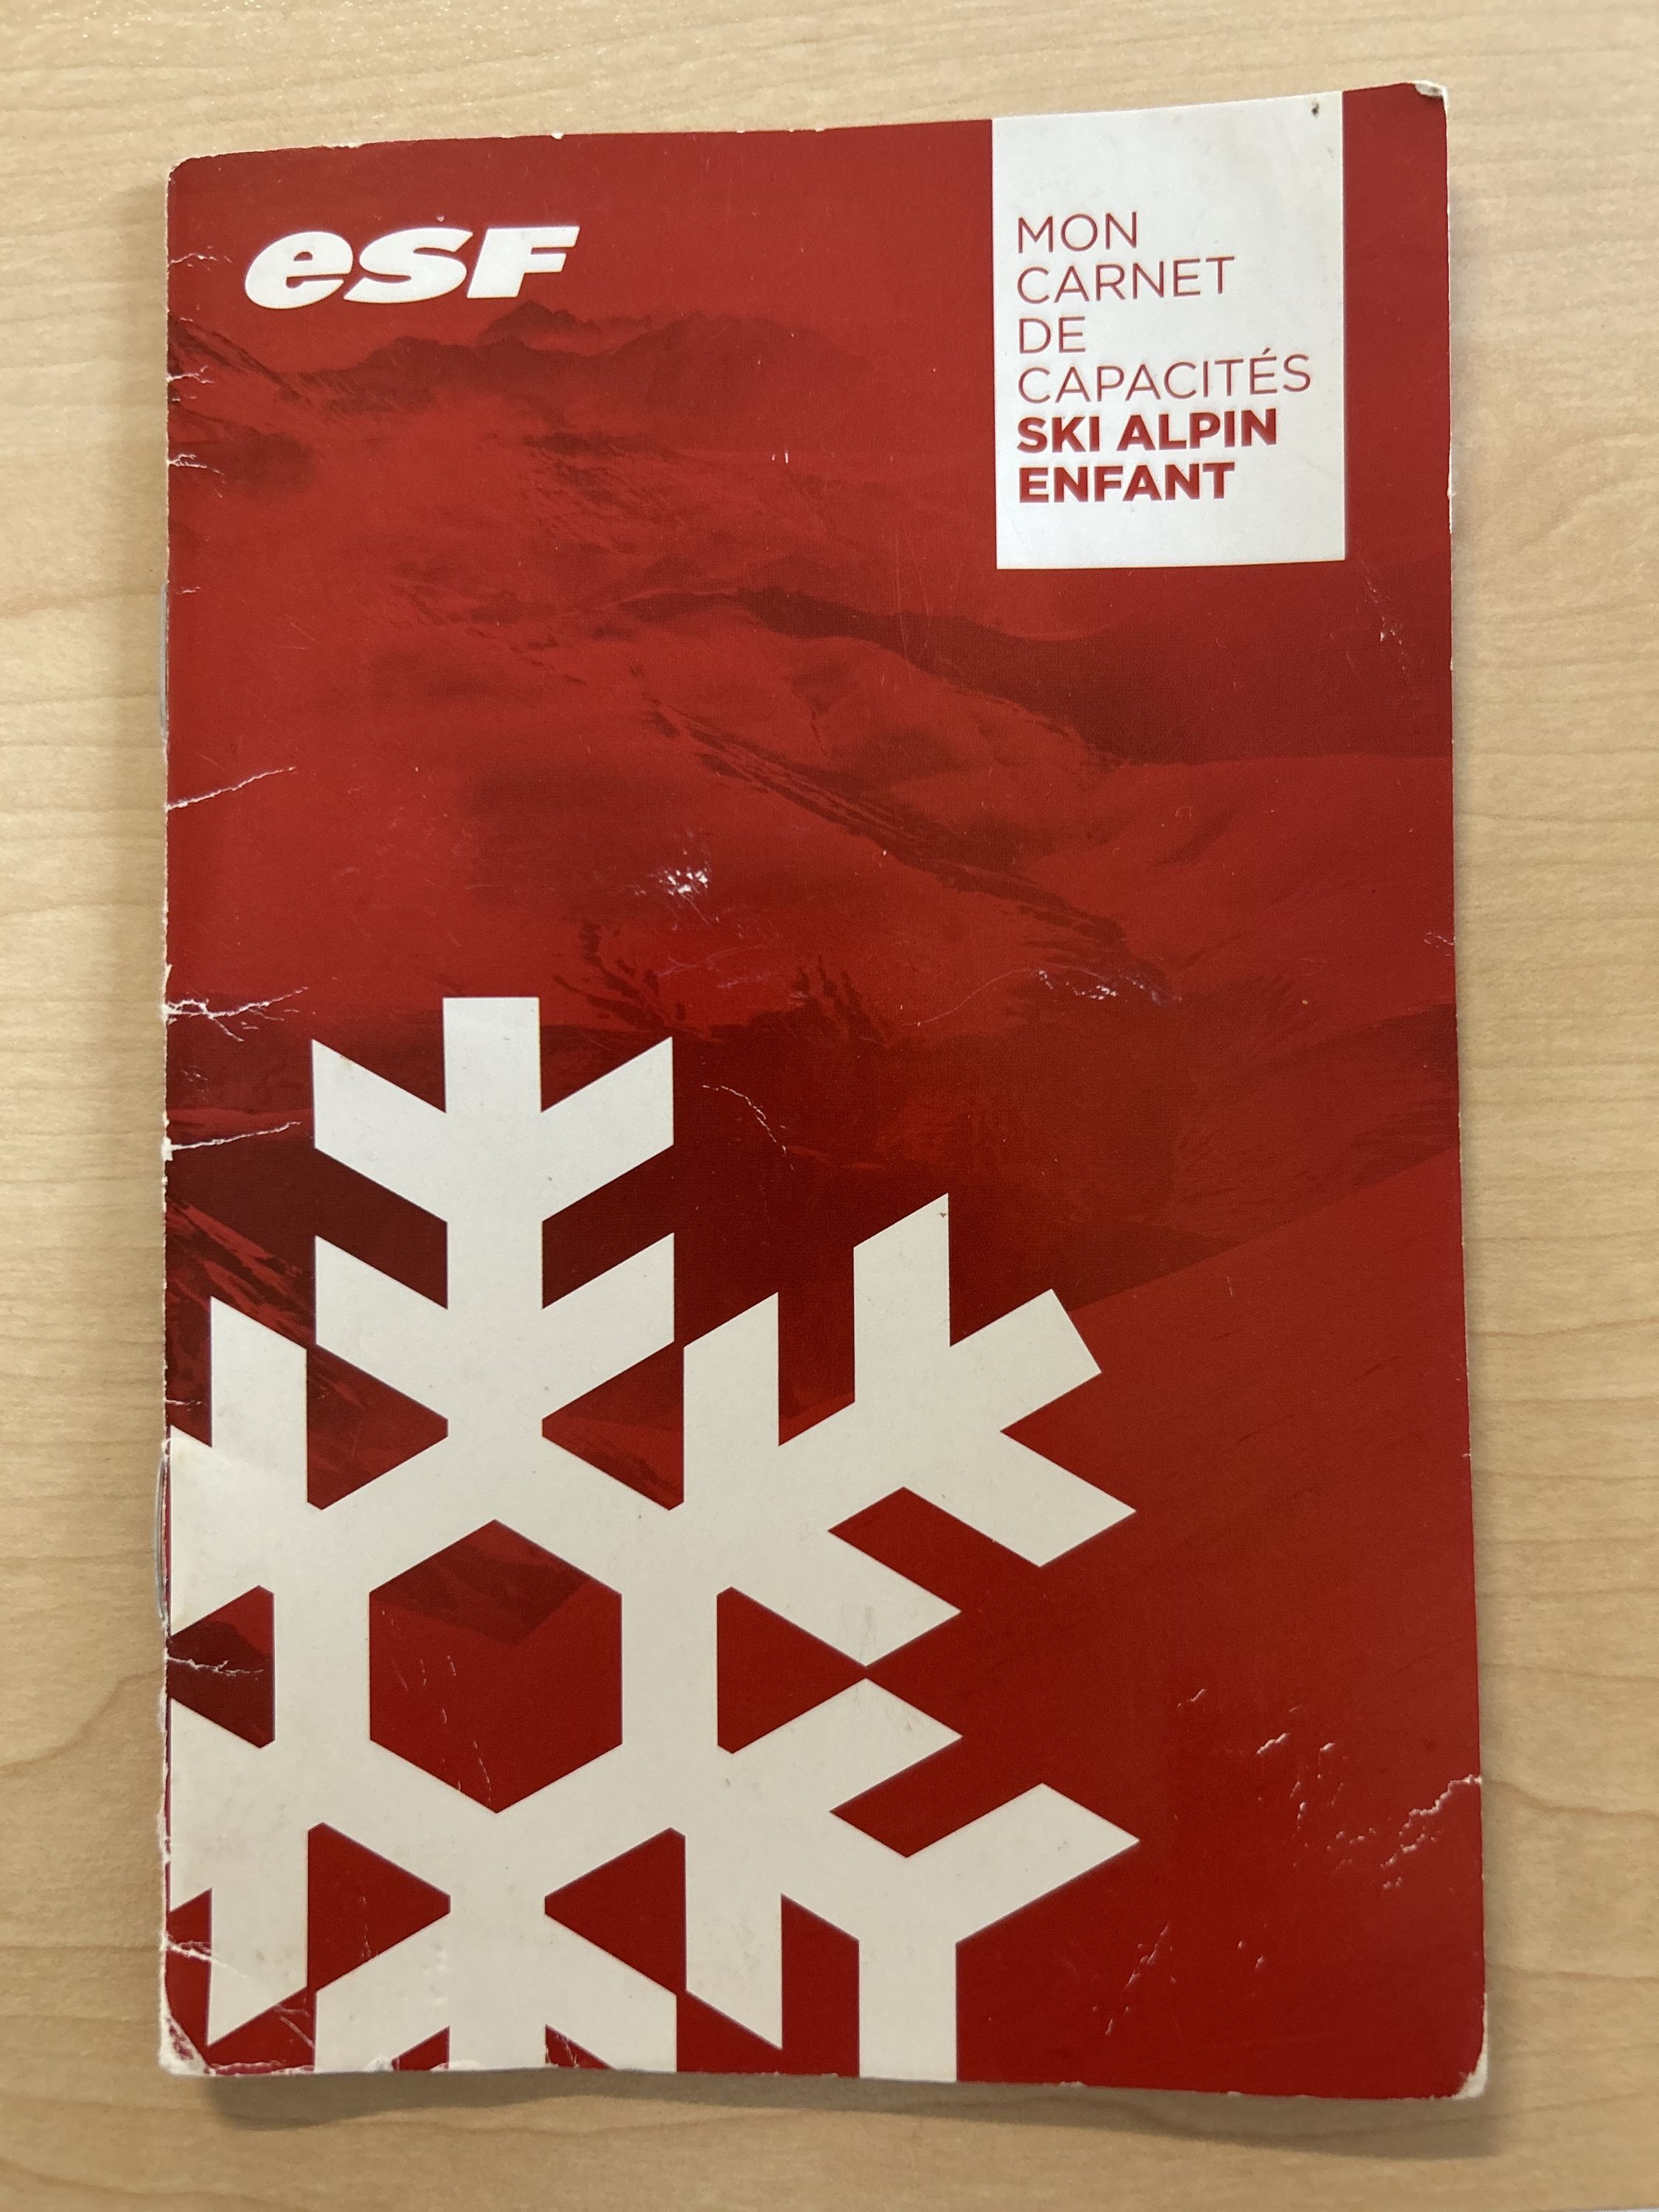 esf
MON
CARNET
DE
CAPACITÉS
SKI ALPIN
ENFANT